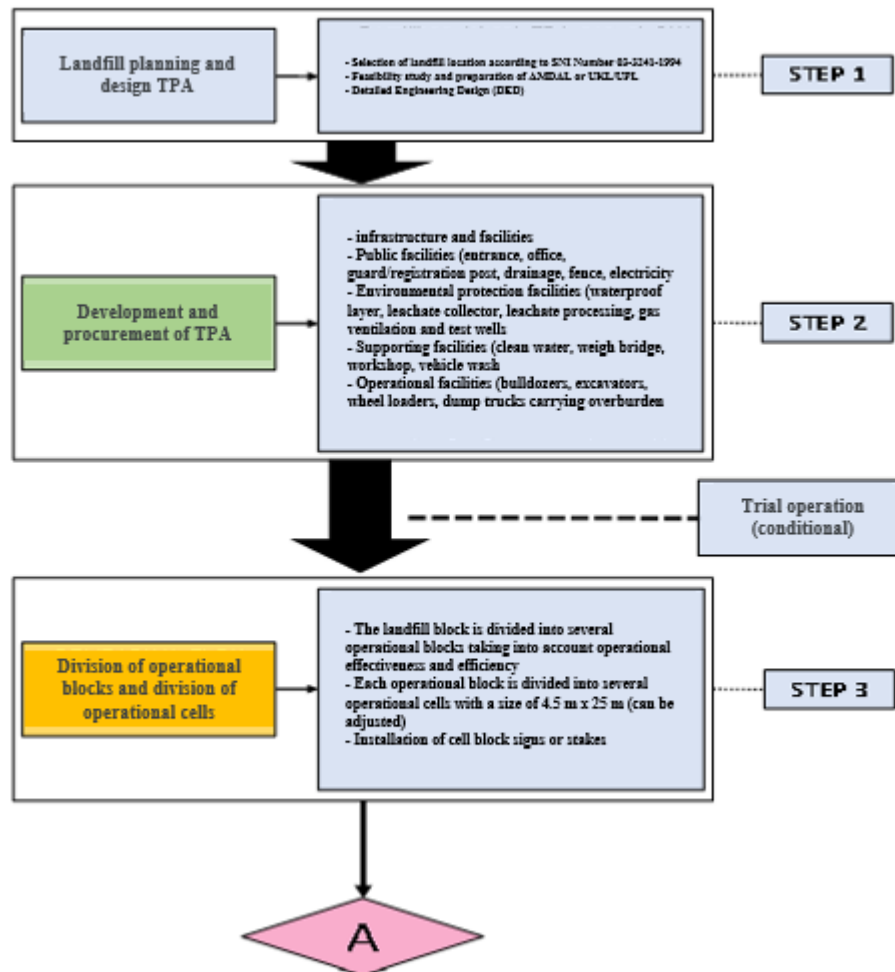 Landfill planning and
design TPA
- Selection of landfill location according to SNI Number 03-3241-1994
- Feasibility study and preparation of AMDAL or UKL/UPL
- Detailed Engineering Design (DED)
STEP 1
Development and
procurement of TPA
- infrastructure and facilities
- Public facilities (entrance, office,
guard/registration post, drainage, fence, electricity
- Environmental protection facilities (waterproof
layer, leachate collector, leachate processing, gas
ventilation and test wells
- Supporting facilities (clean water, weigh bridge,
workshop, vehicle wash
- Operational facilities (bulldozers, excavators,
wheel loaders, dump trucks carrying overburden
STEP 2
Trial operation
(conditional)
Division of operational
blocks and division of
operational cells
- The landfill block is divided into several
operational blocks taking into account operational
effectiveness and efficiency
- Each operational block is divided into several
operational cells with a size of 4.5 m x 25 m (can be
adjusted)
- Installation of cell block signs or stakes
STEP 3
A